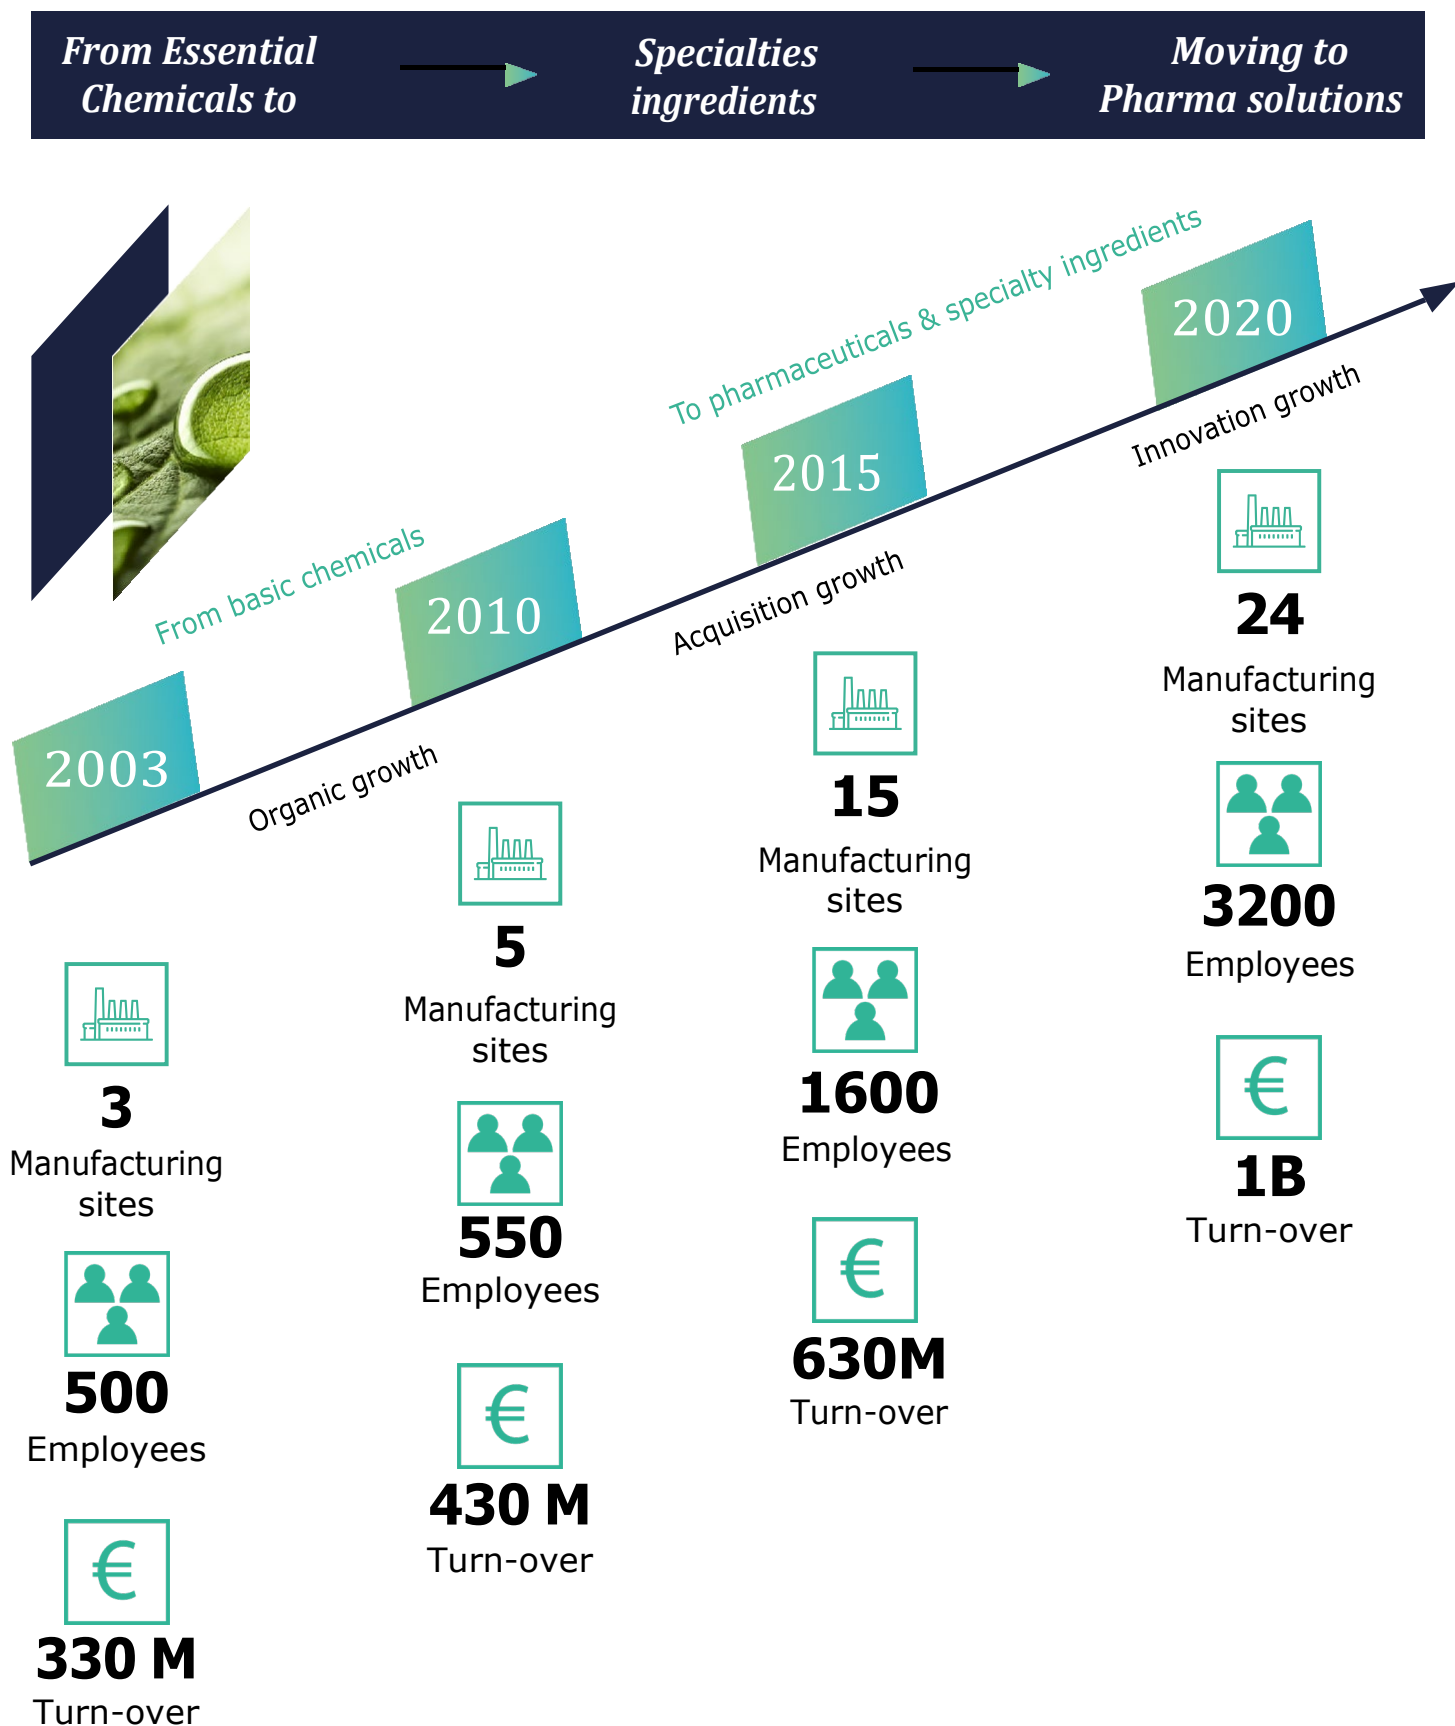 From Essential
Chemicals to
Specialties
ingredients
Moving to
Pharma solutions
From basic chemicals
To pharmaceuticals & specialty ingredients
2003
2010
2015
2020
Organic growth
Acquisition growth
Innovation growth
3
Manufacturing
sites
500
Employees
€
330 M
Turn-over
5
Manufacturing
sites
550
Employees
€
430 M
Turn-over
15
Manufacturing
sites
1600
Employees
€
630M
Turn-over
24
Manufacturing
sites
3200
Employees
€
1B
Turn-over